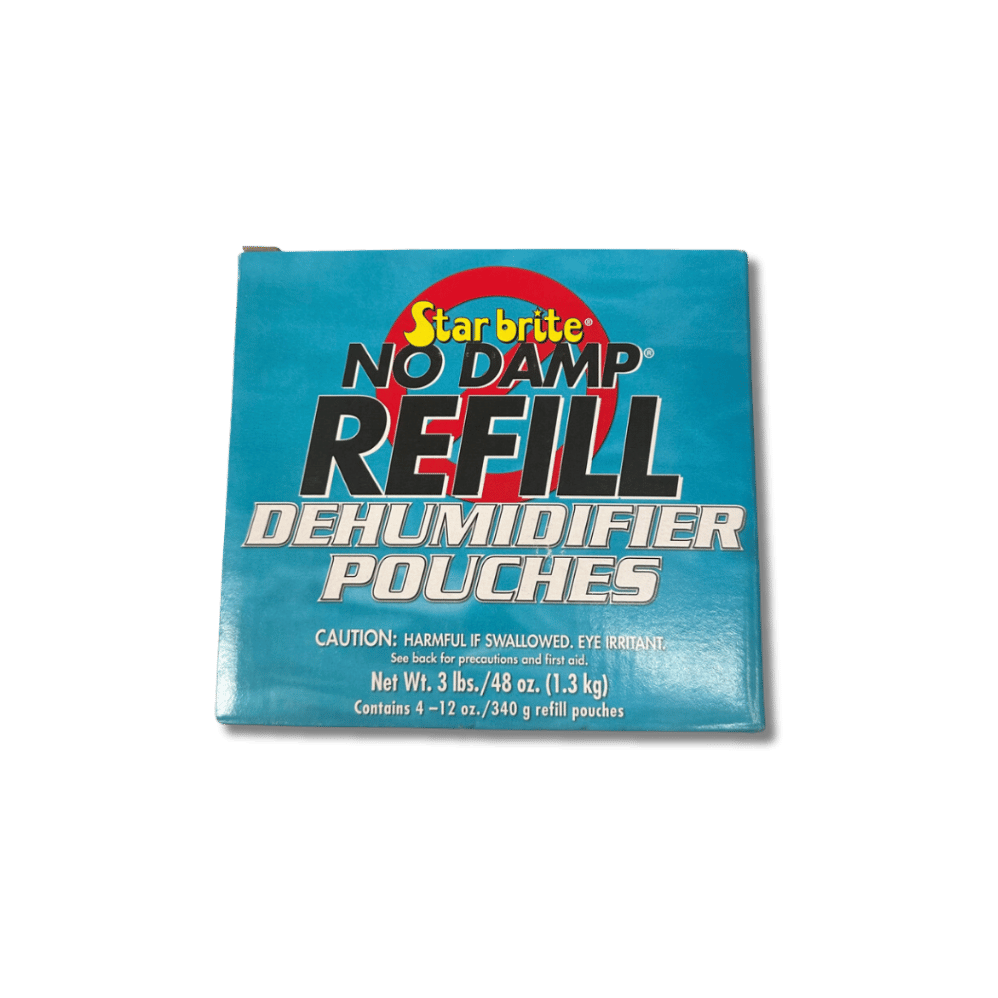 Star brite®
NO DAMP®
REFILL
DEHUMIDIFIER
POUCHES
CAUTION: HARMFUL IF SWALLOWED. EYE IRRITANT.
See back for precautions and first aid.
Net Wt. 3 lbs./48 oz. (1.3 kg)
Contains 4 –12 oz./340 g refill pouches